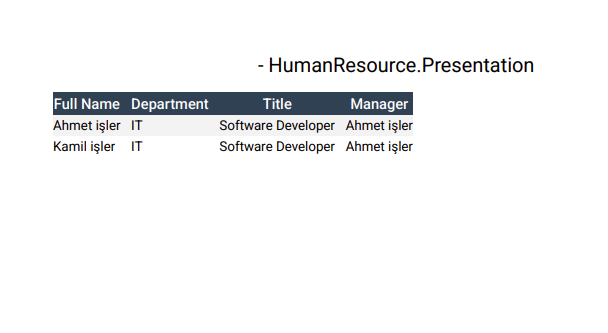 - HumanResource.Presentation
Full Name Department Title Manager
Ahmet işler IT Software Developer Ahmet işler
Kamil işler IT Software Developer Ahmet işler